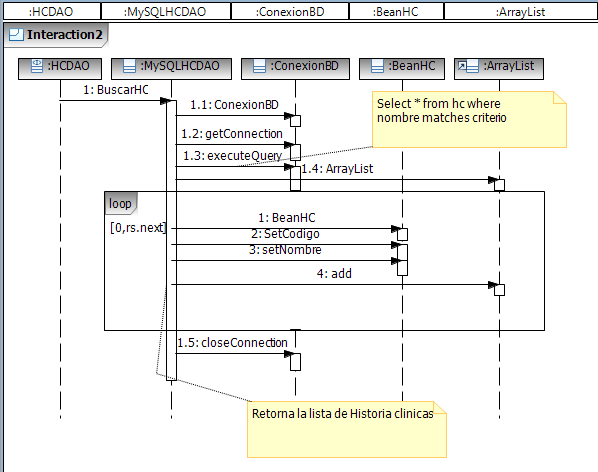 :HCDAO :MySQLHCDAO :ConexionBD :BeanHC :ArrayList
Interaction2
:HCDAO :MySQLHCDAO :ConexionBD :BeanHC :ArrayList
1: BuscarHC
1.1: ConexionBD
Select * from hc where
nombre matches criterio
1.2: getConnection
1.3: executeQuery
1.4: ArrayList
loop
[0,rs.next]
1: BeanHC
2: SetCodigo
3: setNombre
4: add
1.5: closeConnection
Retorna la lista de Historia clinicas